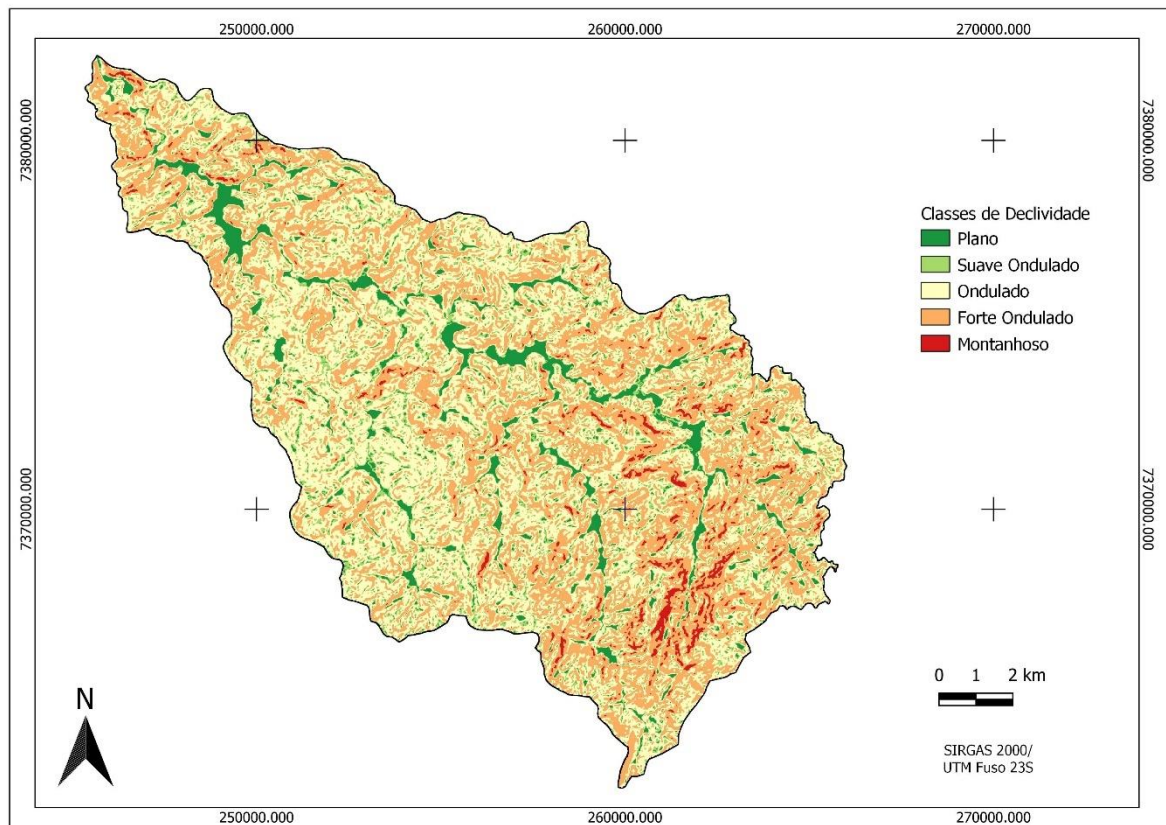 250000.000
260000.000
270000.000
7380000.000
7380000.000
Classes de Declividade
Plano
Suave Ondulado
Ondulado
Forte Ondulado
Montanhoso
7370000.000
7370000.000
N
0 1 2 km
SIRGAS 2000/
UTM Fuso 23S
250000.000
260000.000
270000.000